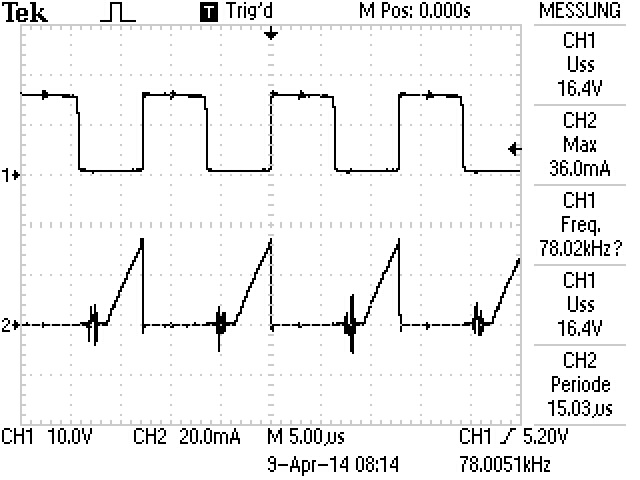 Tek T Trig'd M Pos: 0.000s MESSUNG
CH1
Uss
16.4V
CH2
Max
36.0mA
CH1
Freq.
78.02kHz?
CH1
Uss
16.4V
CH2
Periode
15.03µs
1
2
CH1 10.0V CH2 20.0mA M 5.00µs CH1 5.20V
9-Apr-14 08:14 78.0051kHz